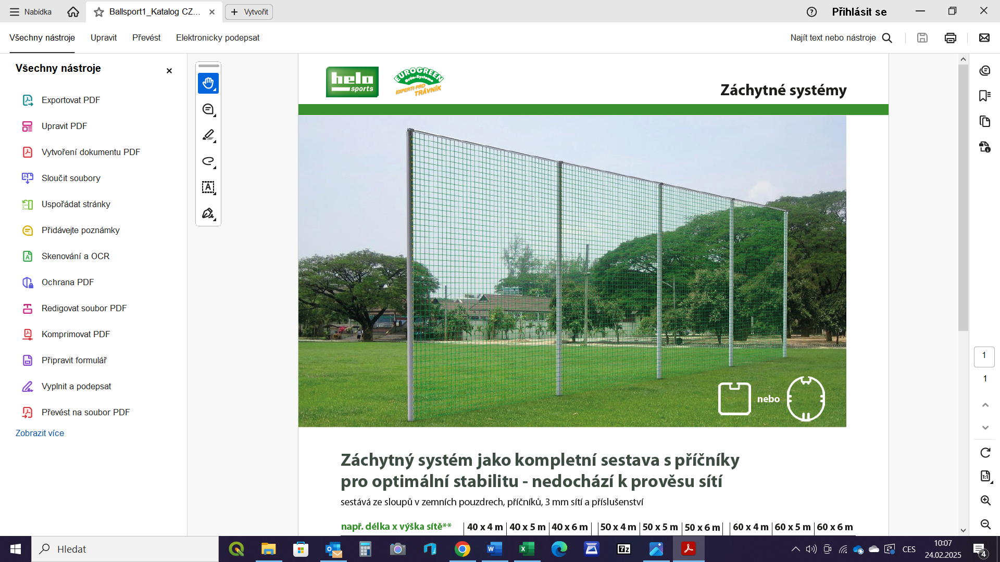 Nabídka
Ballsport1_Katalog CZ...
Vytvořit
Přihlásit se
Všechny nástroje
Upravit
Převést
Elektronicky podepsat
Najít text nebo nástroje
Všechny nástroje
Exportovat PDF
Upravit PDF
Vytvoření dokumentu PDF
Sloučit soubory
Uspořádat stránky
Přidávejte poznámky
Skenování a OCR
Ochrana PDF
Redigovat soubor PDF
Komprimovat PDF
Připravit formulář
Vyplnit a podepsat
Převést na soubor PDF
Zobrazit více
helo
sports
EUROGREEN
Grün-Systeme
EXPERTI PRO
TRÁVNÍK
Záchytné systémy
nebo
Záchytný systém jako kompletní sestava s příčníky
pro optimální stabilitu - nedochází k prověsu sítí
sestává ze sloupů v zemních pouzdrech, příčníků, 3 mm sítí a příslušenství
např. délka x výška sítě** 40 x 4 m 40 x 5 m 40 x 6 m 50 x 4 m 50 x 5 m 50 x 6 m 60 x 4 m 60 x 5 m 60 x 6 m
1
1
Hledat
CES
10:07
24.02.2025
4